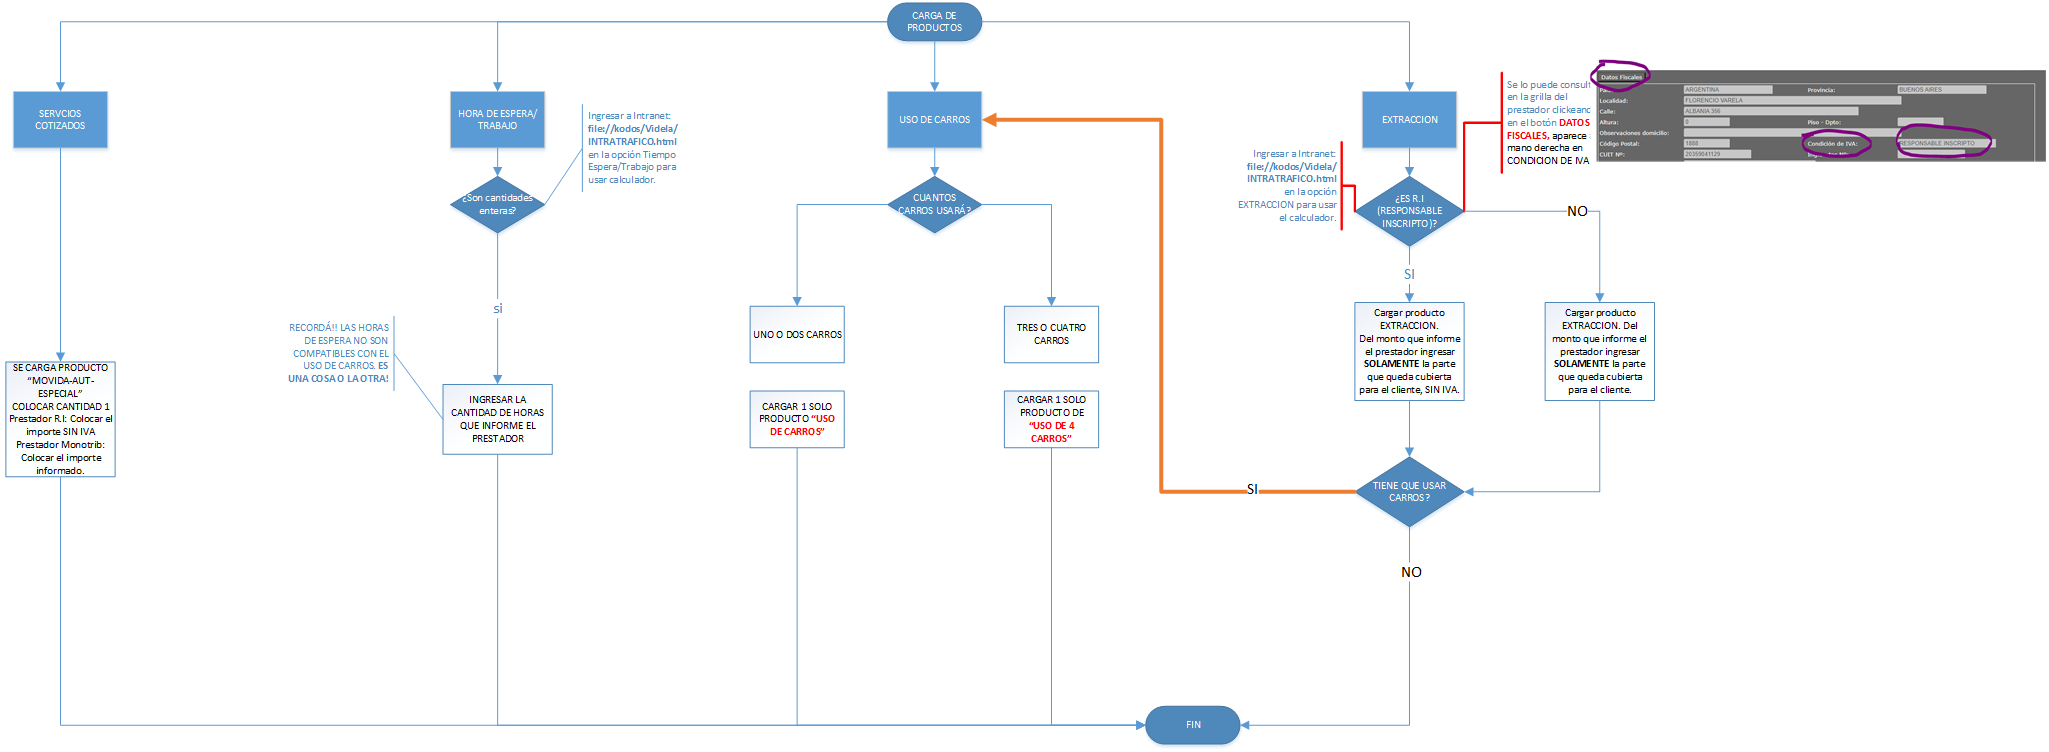 CARGA DE
PRODUCTOS
SERVCIOS
COTIZADOS
SE CARGA PRODUCTO
“MOVIDA-AUT-
ESPECIAL”
COLOCAR CANTIDAD 1
Prestador R.I: Colocar el
importe SIN IVA
Prestador Monotrib:
Colocar el importe
informado.
HORA DE ESPERA/
TRABAJO
Ingresar a Intranet:
file://kodos/Videla/
INTRATRAFICO.html
en la opción Tiempo
Espera/Trabajo para
usar calculador.
¿Son cantidades
enteras?
si
RECORDÁ!! LAS HORAS
DE ESPERA NO SON
COMPATIBLES CON EL
USO DE CARROS. ES
UNA COSA O LA OTRA!
INGRESAR LA
CANTIDAD DE HORAS
QUE INFORME EL
PRESTADOR
USO DE CARROS
CUANTOS
CARROS USARÁ?
UNO O DOS CARROS
CARGAR 1 SOLO
PRODUCTO “USO
DE CARROS”
TRES O CUATRO
CARROS
CARGAR 1 SOLO
PRODUCTO DE
“USO DE 4
CARROS”
EXTRACCION
Ingresar a Intranet:
file://kodos/Videla/
INTRATRAFICO.html
en la opción
EXTRACCION para usar
el calculador.
Se lo puede consul
en la grilla del
prestador clickeand
en el botón DATOS
FISCALES, aparece a
mano derecha en
CONDICION DE IVA
Datos Fiscales
ARGENTINA
Provincia:
BUENOS AIRES
Localidad:
FLORENCIO VARELA
Calle:
ALBANIA 356
Altura:
0
Piso - Dpto:
Observaciones domicilio:
Código Postal:
1888
Condición de IVA:
RESPONSABLE INSCRIPTO
CUIT Nº:
20359041129
¿ES R.I
(RESPONSABLE
INSCRIPTO)?
NO
SI
Cargar producto
EXTRACCION.
Del monto que informe
el prestador ingresar
SOLAMENTE la parte
que queda cubierta
para el cliente, SIN IVA.
Cargar producto
EXTRACCION. Del
monto que informe el
prestador ingresar
SOLAMENTE la parte
que queda cubierta
para el cliente.
TIENE QUE USAR
CARROS?
SI
NO
FIN